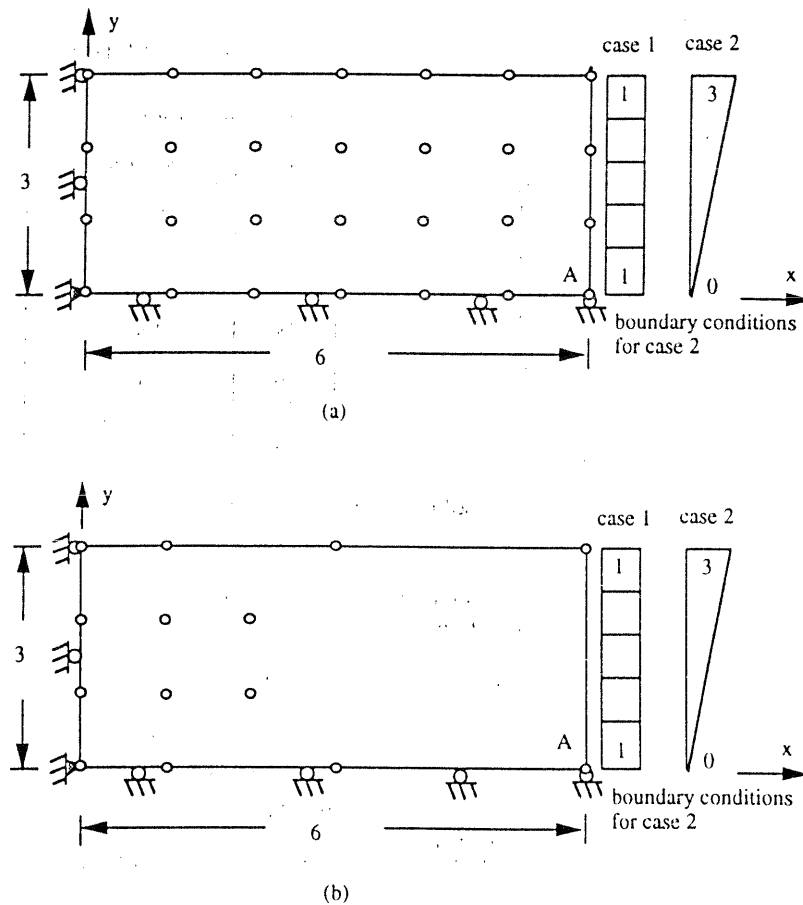 y
case 1 case 2
1 3
3
1 0
A
x
boundary conditions
for case 2
6
(a)
y
case 1 case 2
1 3
3
1 0
A
x
boundary conditions
for case 2
6
(b)